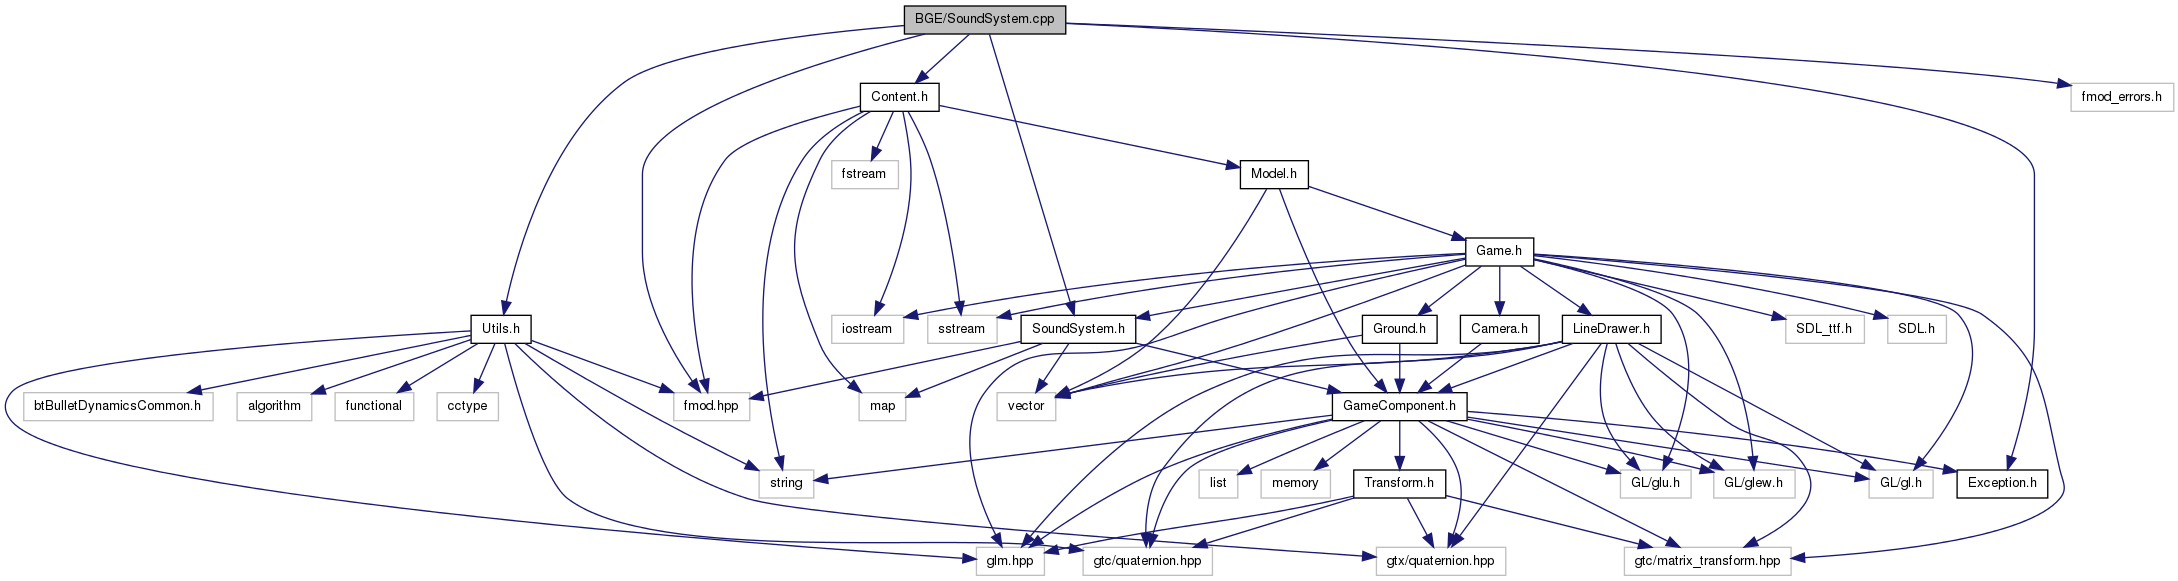 BGE/SoundSystem.cpp
Content.h
fmod_errors.h
fstream
Model.h
Game.h
Utils.h
iostream
sstream
SoundSystem.h
Ground.h
Camera.h
LineDrawer.h
SDL_ttf.h
SDL.h
btBulletDynamicsCommon.h
algorithm
functional
cctype
fmod.hpp
map
vector
GameComponent.h
string
list
memory
Transform.h
GL/glu.h
GL/glew.h
GL/gl.h
Exception.h
glm.hpp
gtc/quaternion.hpp
gtx/quaternion.hpp
gtc/matrix_transform.hpp